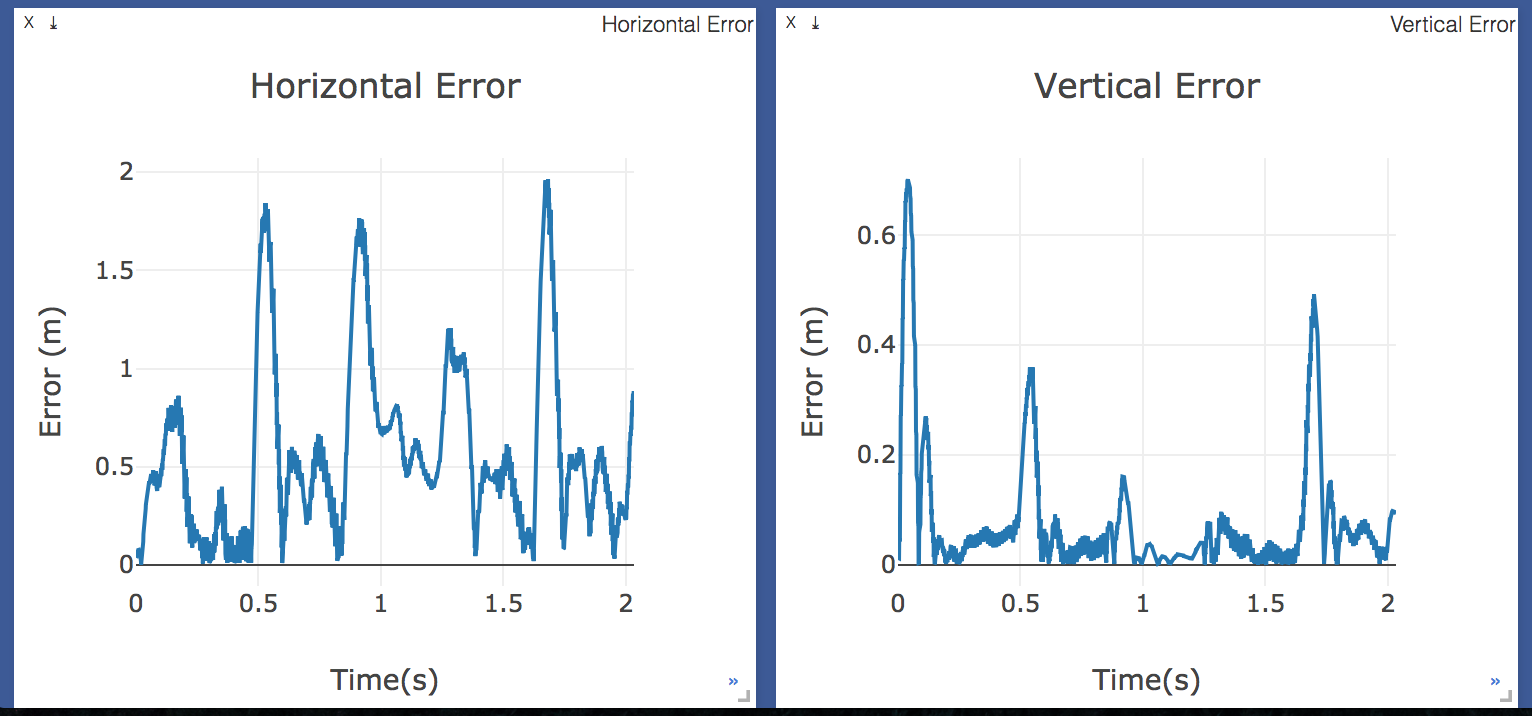 X ⤓ Horizontal Error
Horizontal Error
2
1.5
1
0.5
0
0 0.5 1 1.5 2
Error (m)
Time(s)
»
X ⤓ Vertical Error
Vertical Error
0.6
0.4
0.2
0
0 0.5 1 1.5 2
Error (m)
Time(s)
»